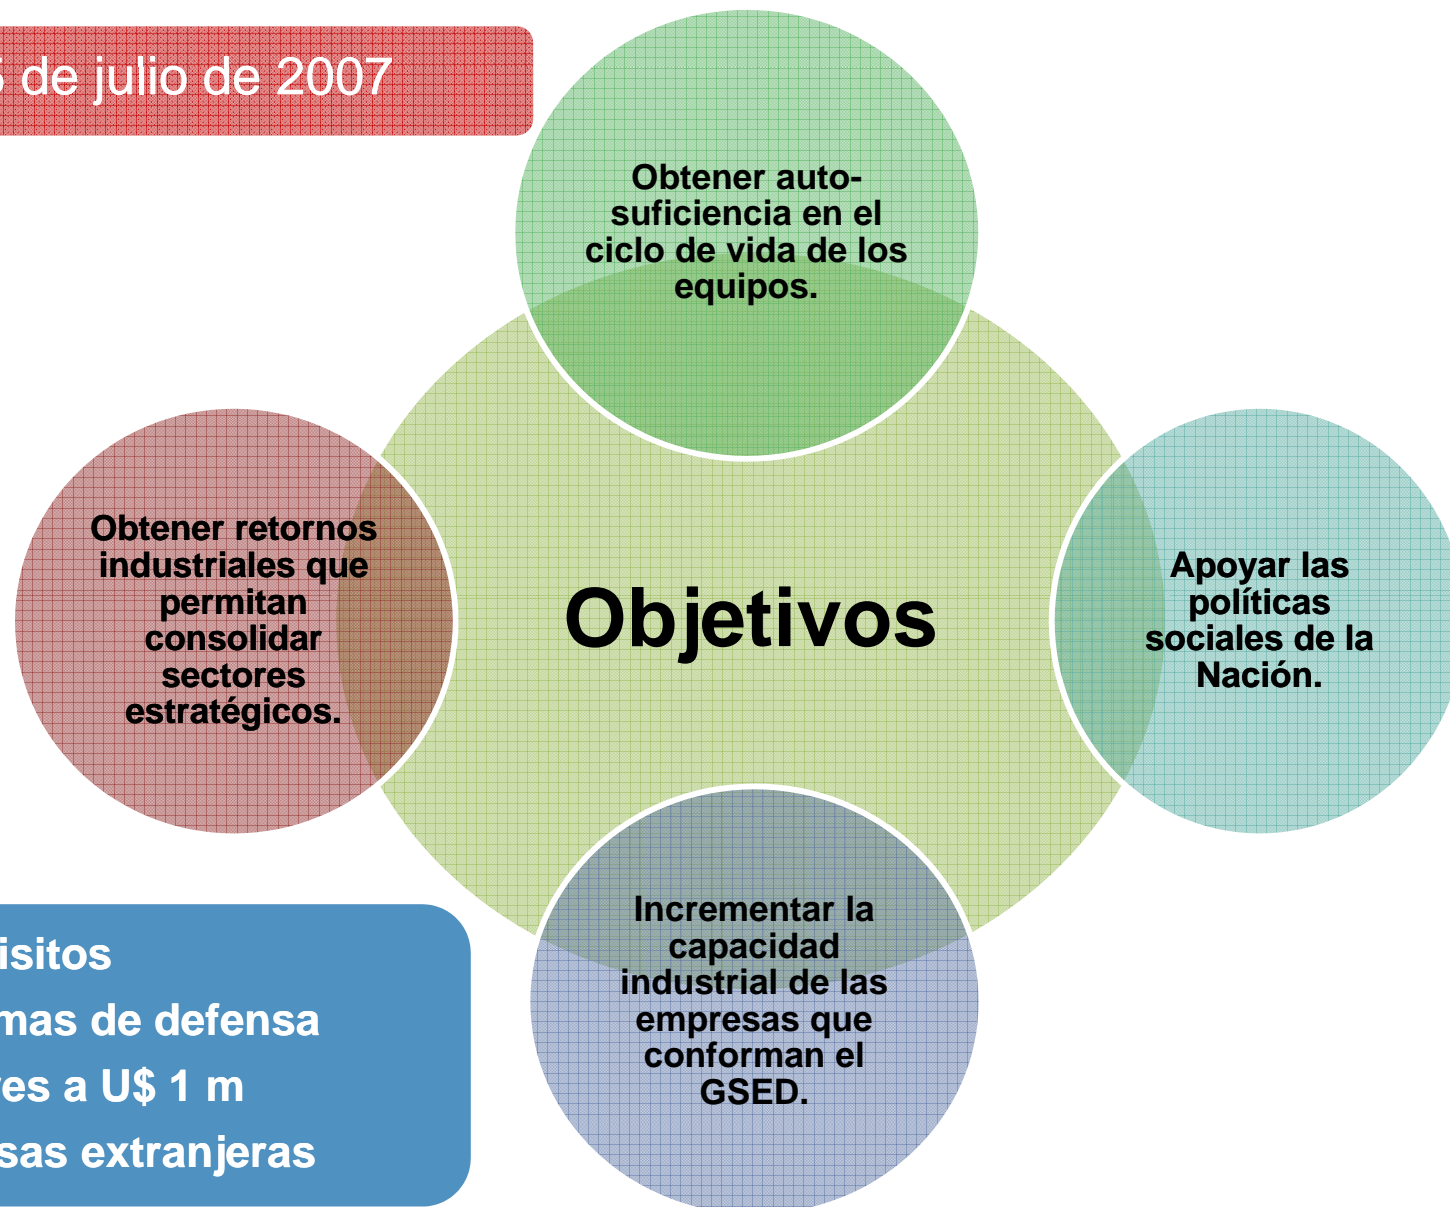 de julio de 2007
Obtener auto-
suficiencia en el
ciclo de vida de los
equipos.
Obtener retornos
industriales que
permitan
consolidar
sectores
estratégicos.
Objetivos
Apoyar las
políticas
sociales de la
Nación.
Incrementar la
capacidad
industrial de las
empresas que
conforman el
GSED.
isitos
mas de defensa
res a U$ 1 m
sas extranjeras